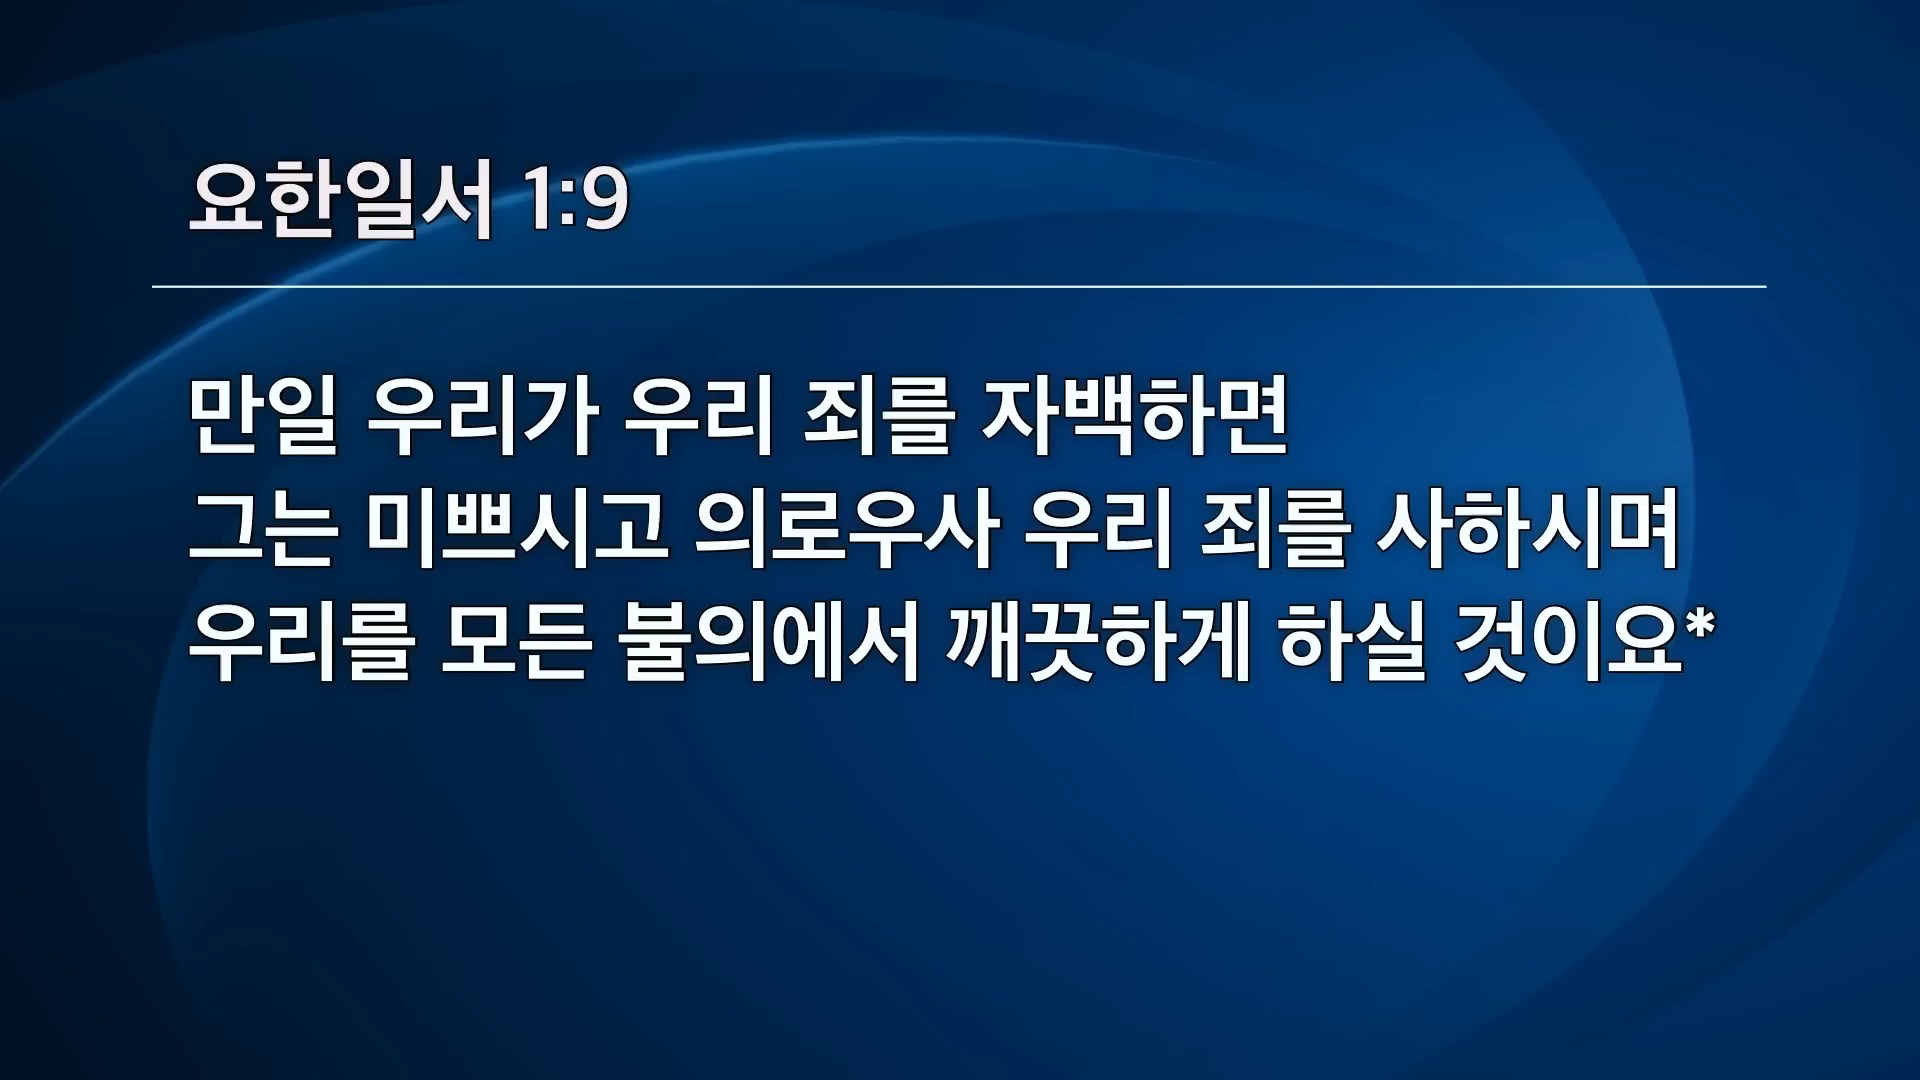 요한일서 1:9
만일 우리가 우리 죄를 자백하면
그는 미쁘시고 의로우사 우리 죄를 사하시며
우리를 모든 불의에서 깨끗하게 하실 것이요*